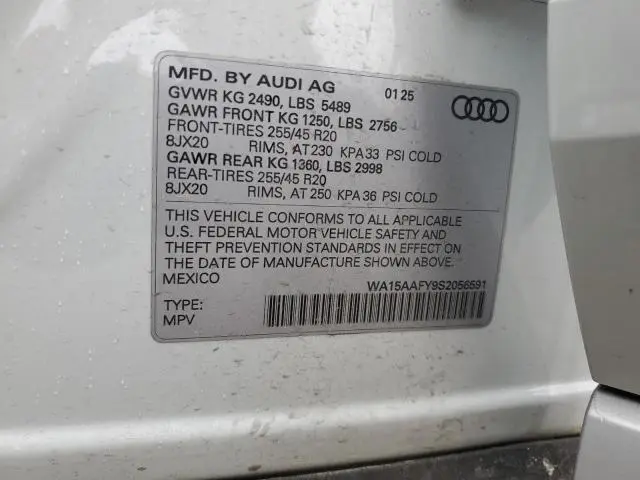 MFD. BY AUDI AG 01 25
GVWR KG 2490, LBS 5489
GAWR FRONT KG 1250, LBS 2756
FRONT-TIRES 255/45 R20
8JX20 RIMS, AT 230 KPA 33 PSI COLD
GAWR REAR KG 1360, LBS 2998
REAR-TIRES 255/45 R20
8JX20 RIMS, AT 250 KPA 36 PSI COLD
THIS VEHICLE CONFORMS TO ALL APPLICABLE
U.S. FEDERAL MOTOR VEHICLE SAFETY AND
THEFT PREVENTION STANDARDS IN EFFECT ON
THE DATE OF MANUFACTURE SHOWN ABOVE.
MEXICO WA15AAFY9S2056591
TYPE:
MPV